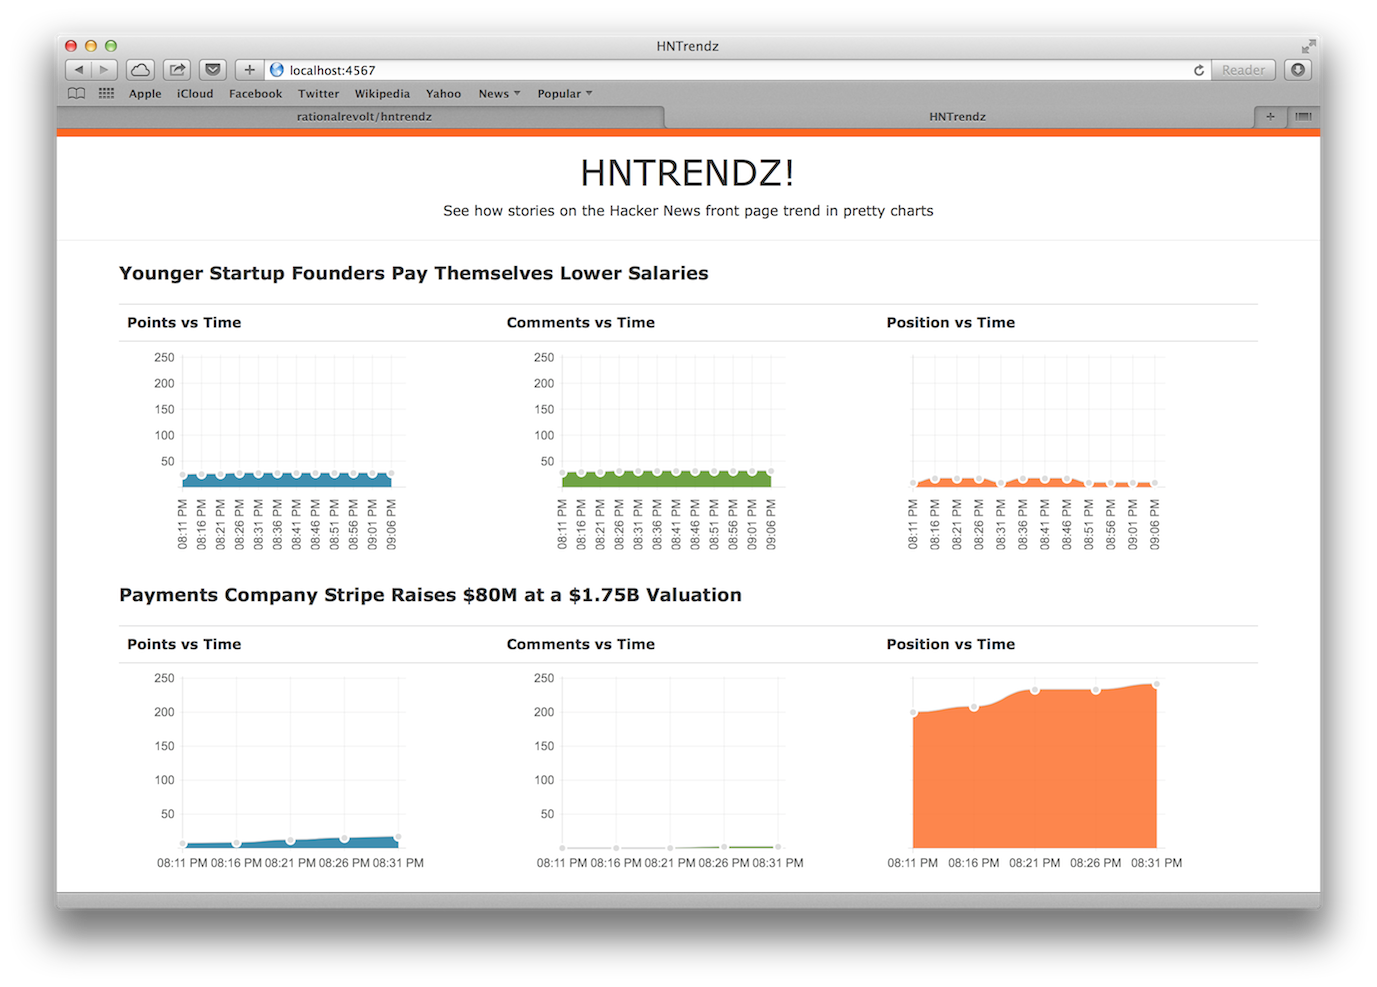 HNTrendz
localhost:4567
Reader
Apple iCloud Facebook Twitter Wikipedia Yahoo News Popular
rationalrevolt/hntrendz HNTrendz
HNTRENDZ!
See how stories on the Hacker News front page trend in pretty charts
Younger Startup Founders Pay Themselves Lower Salaries
Points vs Time Comments vs Time Position vs Time
250 250
200 200
150 150
100 100
50 50
08:11 PM 08:16 PM 08:21 PM 08:26 PM 08:31 PM 08:36 PM 08:41 PM 08:46 PM 08:51 PM 08:56 PM 09:01 PM 09:06 PM
08:11 PM 08:16 PM 08:21 PM 08:26 PM 08:31 PM 08:36 PM 08:41 PM 08:46 PM 08:51 PM 08:56 PM 09:01 PM 09:06 PM
08:11 PM 08:16 PM 08:21 PM 08:26 PM 08:31 PM 08:36 PM 08:41 PM 08:46 PM 08:51 PM 08:56 PM 09:01 PM 09:06 PM
Payments Company Stripe Raises $80M at a $1.75B Valuation
Points vs Time Comments vs Time Position vs Time
250 250
200 200
150 150
100 100
50 50
08:11 PM 08:16 PM 08:21 PM 08:26 PM 08:31 PM
08:11 PM 08:16 PM 08:21 PM 08:26 PM 08:31 PM
08:11 PM 08:16 PM 08:21 PM 08:26 PM 08:31 PM